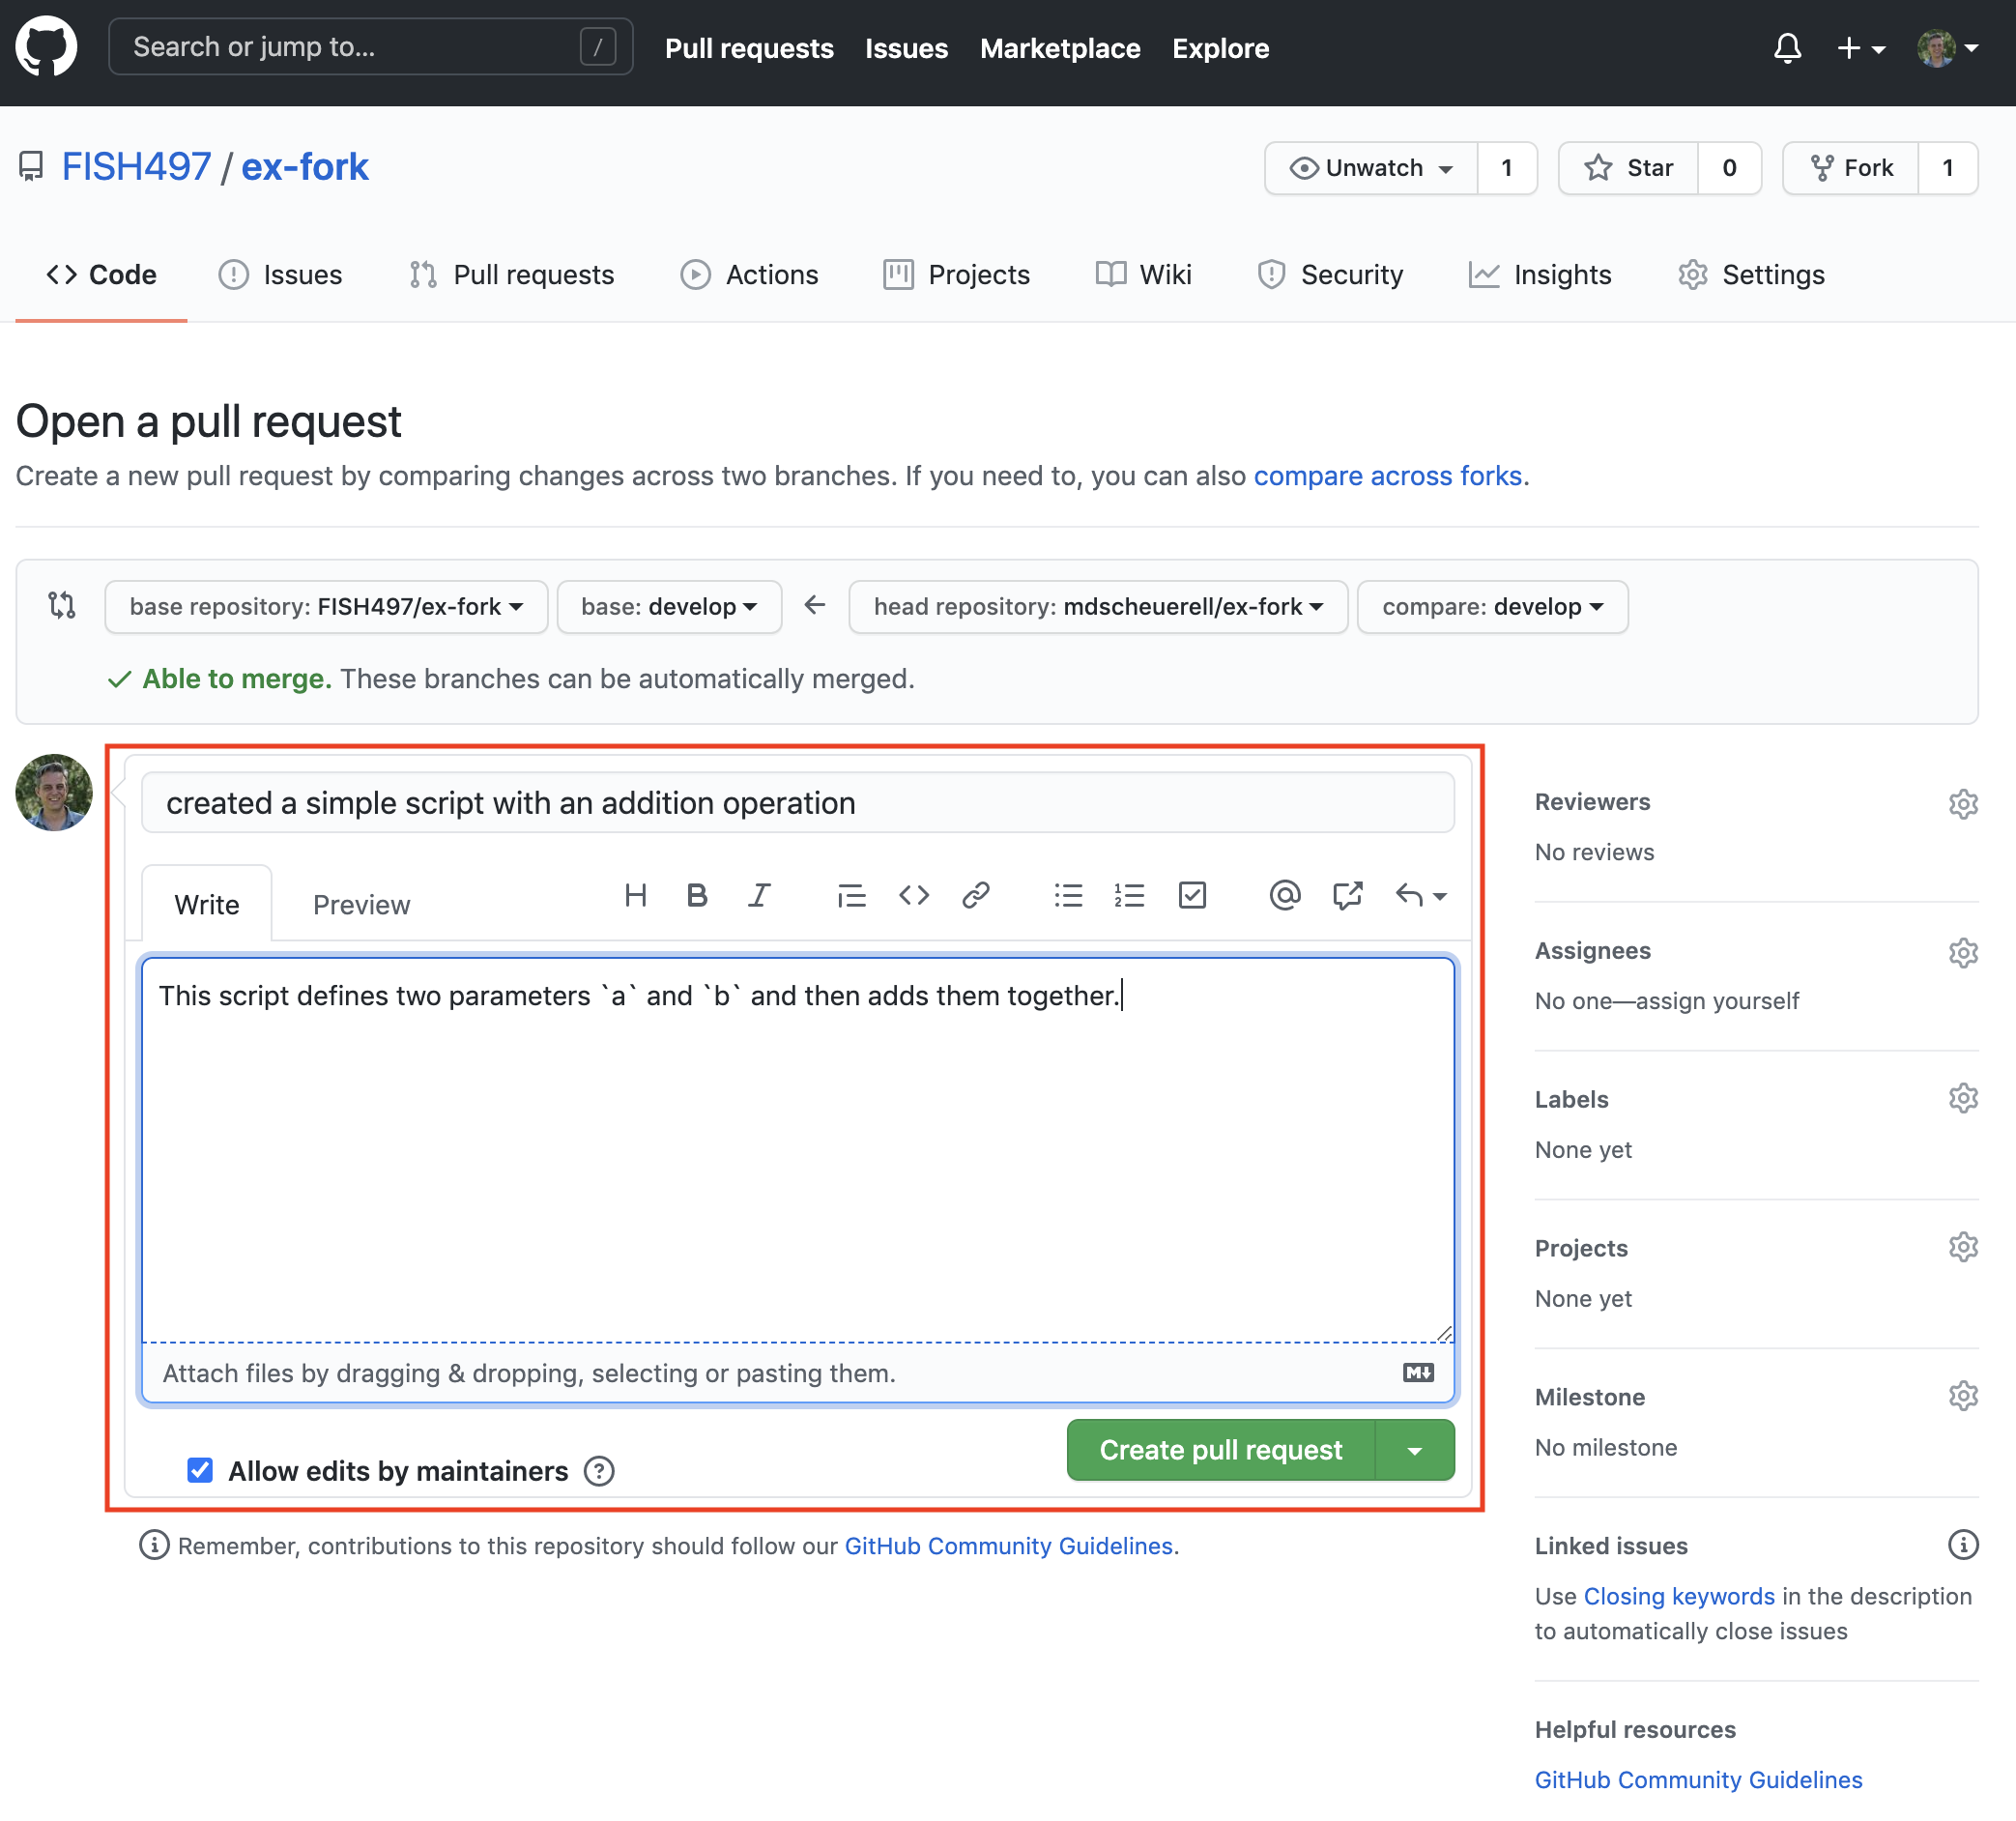 Search or jump to... /
Pull requests Issues Marketplace Explore
FISH497 / ex-fork
Unwatch 1 Star 0 Fork 1
Code Issues Pull requests Actions Projects Wiki Security Insights Settings
Open a pull request
Create a new pull request by comparing changes across two branches. If you need to, you can also compare across forks.
base repository: FISH497/ex-fork base: develop ← head repository: mdscheuerell/ex-fork compare: develop
Able to merge. These branches can be automatically merged.
created a simple script with an addition operation
Write Preview
This script defines two parameters `a` and `b` and then adds them together.
Attach files by dragging & dropping, selecting or pasting them.
Allow edits by maintainers
Create pull request
Remember, contributions to this repository should follow our GitHub Community Guidelines.
Reviewers
No reviews
Assignees
No one—assign yourself
Labels
None yet
Projects
None yet
Milestone
No milestone
Linked issues
Use Closing keywords in the description
to automatically close issues
Helpful resources
GitHub Community Guidelines